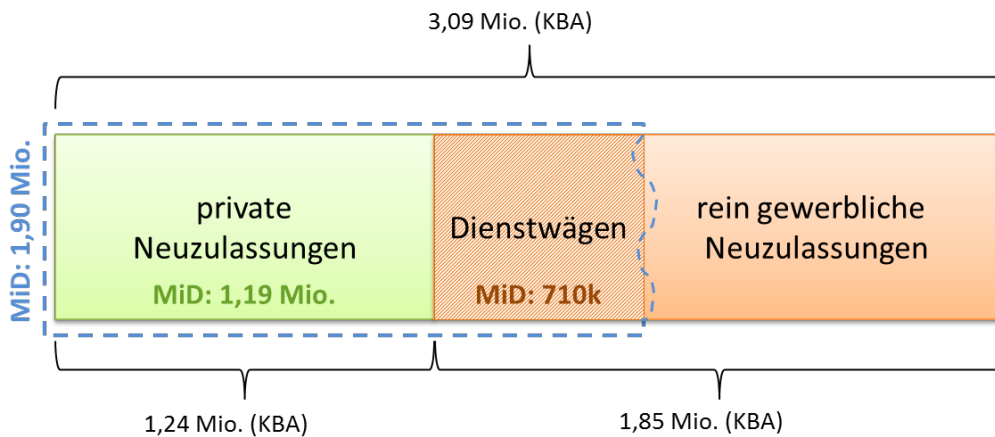 3,09 Mio. (KBA)
MiD: 1,90 Mio.
private
Neuzulassungen
MiD: 1,19 Mio.
Dienstwägen
MiD: 710k
rein gewerbliche
Neuzulassungen
1,24 Mio. (KBA)
1,85 Mio. (KBA)